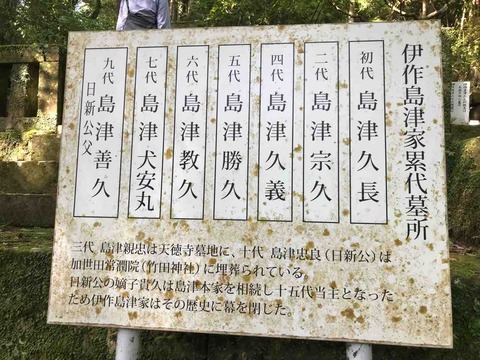 伊作島津家累代墓所
初代 島津久長
二代 島津宗久
四代 島津久義
五代 島津勝久
六代 島津教久
七代 島津犬安丸
九代 島津善久
日新公父
三代 島津親忠は天徳寺墓地に、十代 島津忠良(日新公)は
加世田常潤院(竹田神社)に埋葬られている。
日新公の嫡子貴久は島津本家を相続し十五代当主となった
ため伊作島津家はその歴史に幕を閉じた。